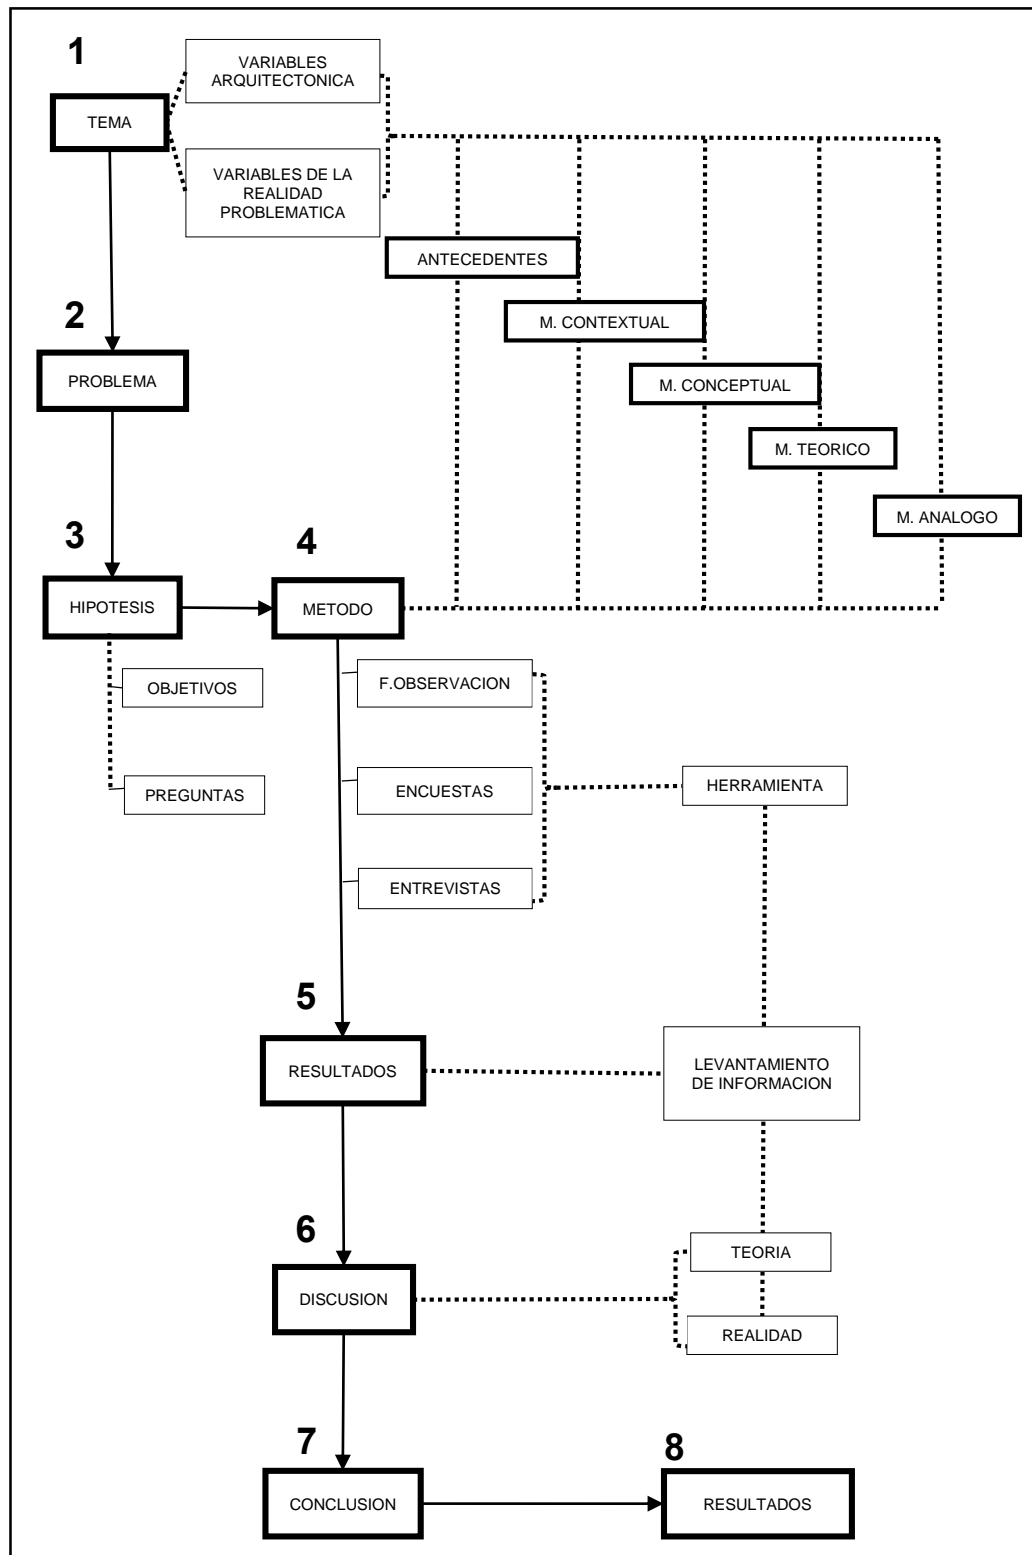 1
VARIABLES
ARQUITECTONICA
TEMA
VARIABLES DE LA
REALIDAD
PROBLEMATICA
ANTECEDENTES
2
M. CONTEXTUAL
PROBLEMA
M. CONCEPTUAL
M. TEORICO
M. ANALOGO
3
4
HIPOTESIS
METODO
OBJETIVOS
F.OBSERVACION
PREGUNTAS
ENCUESTAS
HERRAMIENTA
ENTREVISTAS
5
RESULTADOS
LEVANTAMIENTO
DE INFORMACION
6
TEORIA
DISCUSION
REALIDAD
7
8
CONCLUSION
RESULTADOS